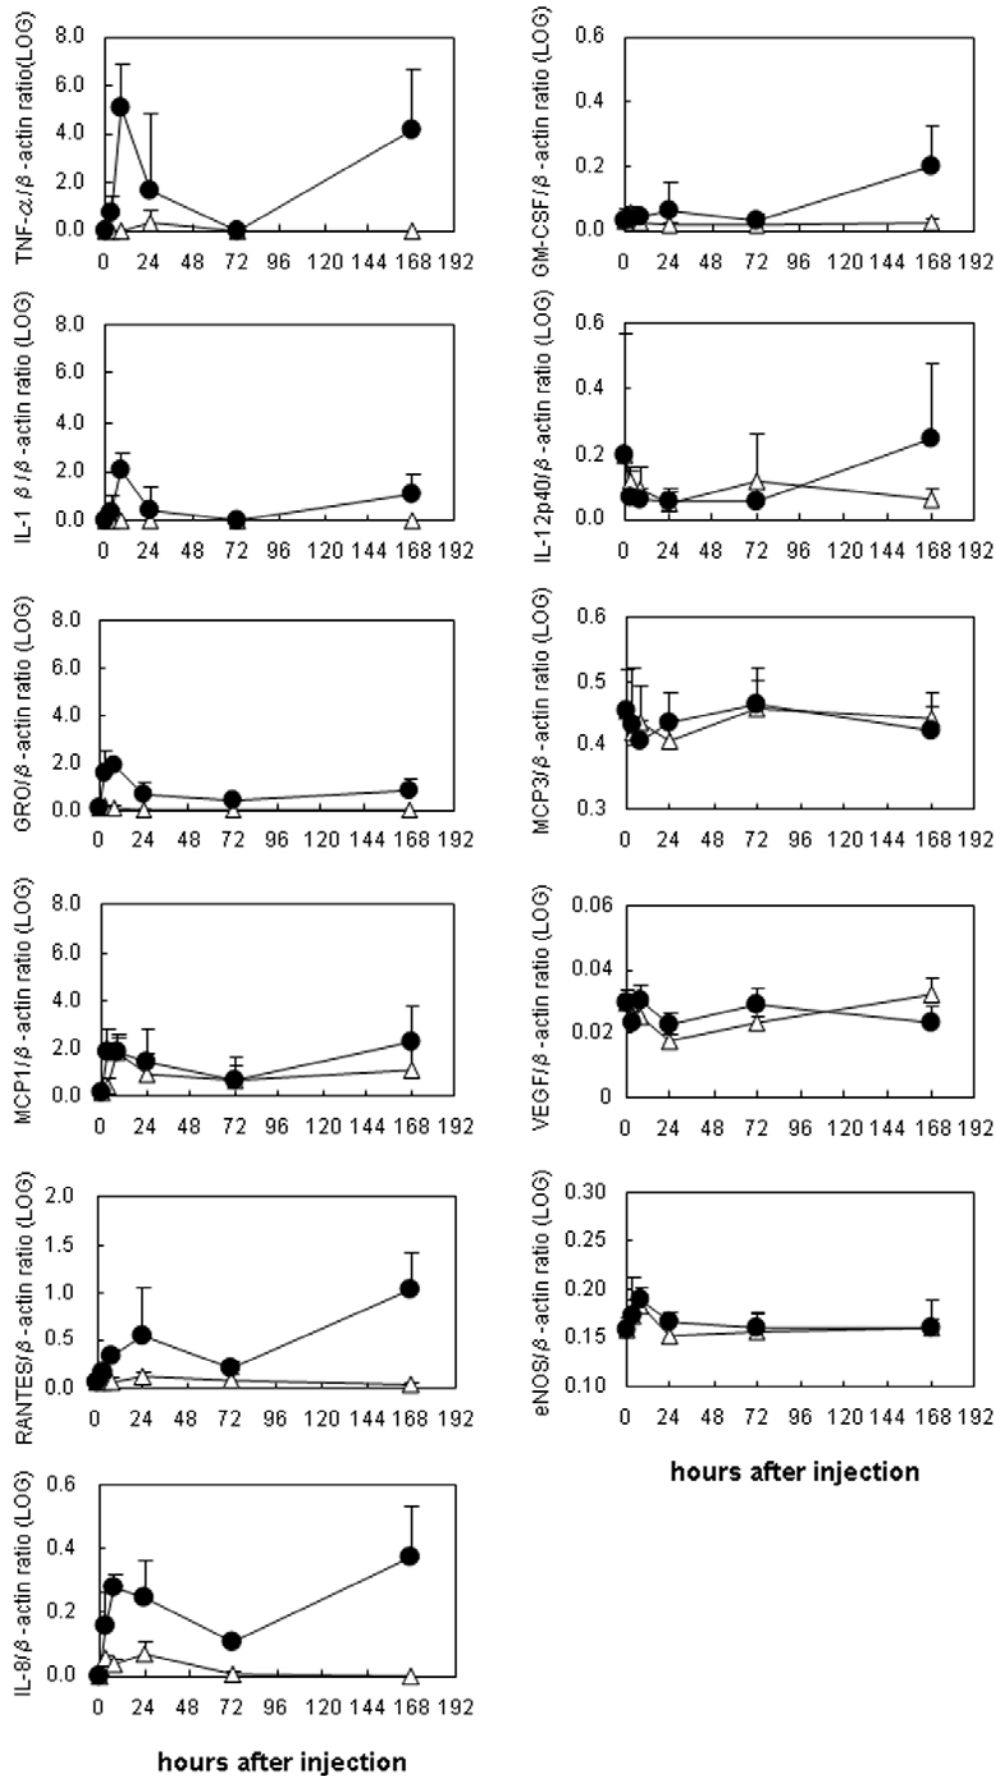 TNF-α/β-actin ratio(LOG)
8.0
6.0
4.0
2.0
0.0
0 24 48 72 96 120 144 168 192
IL-1 β/β-actin ratio (LOG)
8.0
6.0
4.0
2.0
0.0
0 24 48 72 96 120 144 168 192
GRO/β-actin ratio (LOG)
8.0
6.0
4.0
2.0
0.0
0 24 48 72 96 120 144 168 192
MCP1/β-actin ratio (LOG)
8.0
6.0
4.0
2.0
0.0
0 24 48 72 96 120 144 168 192
RANTES/β-actin ratio (LOG)
2.0
1.5
1.0
0.5
0.0
0 24 48 72 96 120 144 168 192
IL-8/β-actin ratio (LOG)
0.6
0.4
0.2
0.0
0 24 48 72 96 120 144 168 192
hours after injection
GM-CSF/β-actin ratio (LOG)
0.6
0.4
0.2
0.0
0 24 48 72 96 120 144 168 192
IL-12p40/β-actin ratio (LOG)
0.6
0.4
0.2
0.0
0 24 48 72 96 120 144 168 192
MCP3/β-actin ratio (LOG)
0.6
0.5
0.4
0.3
0 24 48 72 96 120 144 168 192
VEGF/β-actin ratio (LOG)
0.06
0.04
0.02
0
0 24 48 72 96 120 144 168 192
eNOS/β-actin ratio (LOG)
0.30
0.25
0.20
0.15
0.10
0 24 48 72 96 120 144 168 192
hours after injection